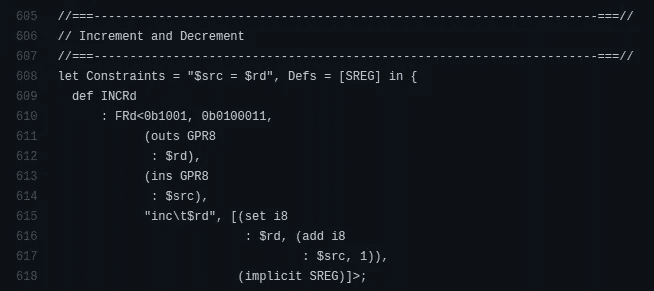 605 //===----------------------------------------------------------------------===//
606 // Increment and Decrement
607 //===----------------------------------------------------------------------===//
608 let Constraints = "$src = $rd", Defs = [SREG] in {
609   def INCRd
610       : FRd<0b1001, 0b0100011,
611             (outs GPR8
612              : $rd),
613             (ins GPR8
614              : $src),
615             "inc\t$rd", [(set i8
616                           : $rd, (add i8
617                                   : $src, 1)),
618                          (implicit SREG)]>;